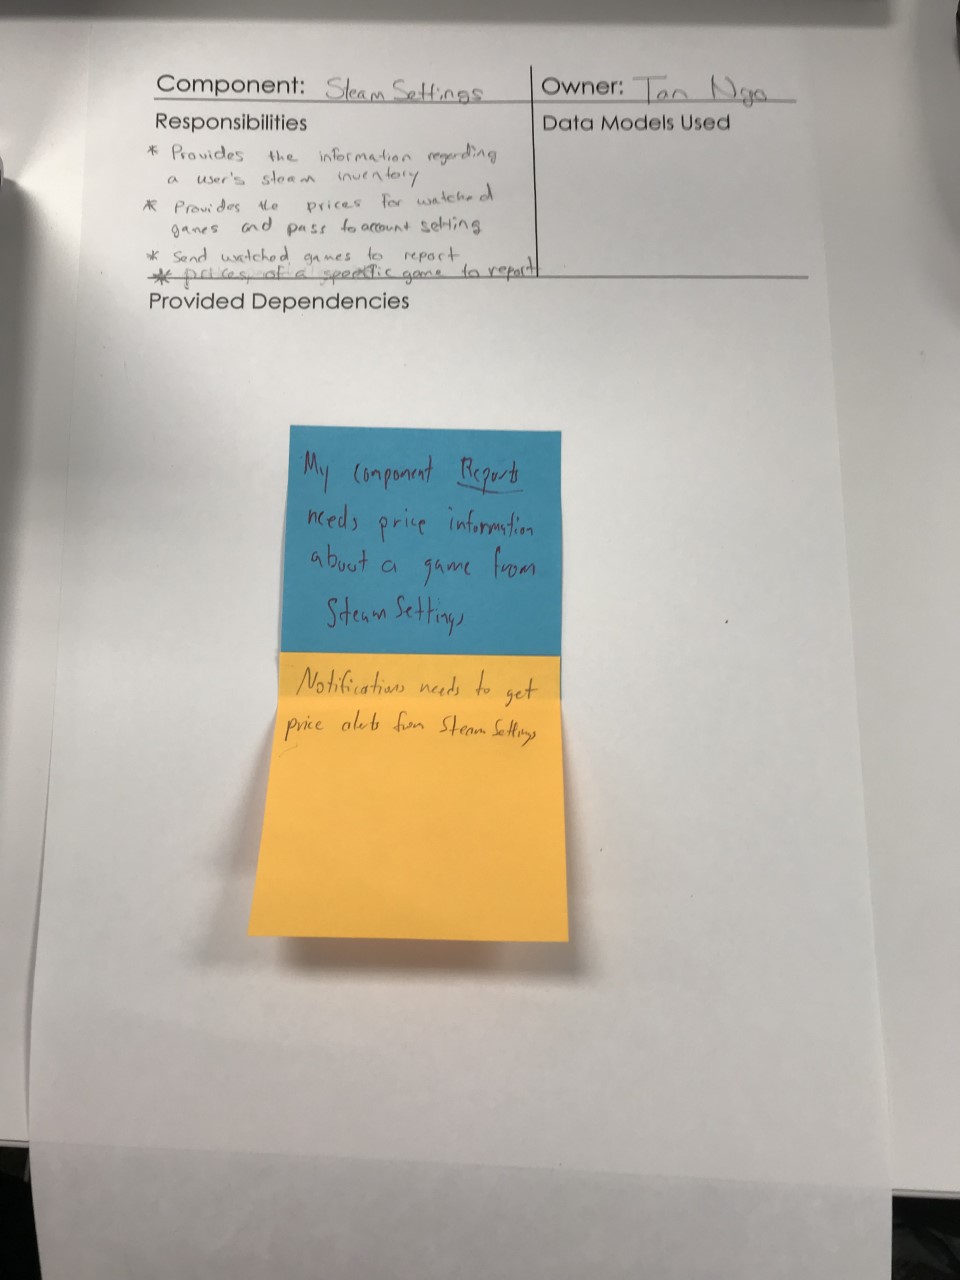 Component: Steam Settings
Owner: Tan Ngo
Responsibilities
Data Models Used
* Provides the information regarding
a user's steam inventory
* Provides the prices for watched
games and pass to account setting
* Send watched games to report
* prices of a specific game to report
Provided Dependencies
My component Reports
needs price information
about a game from
Steam Settings
Notifications needs to get
price alerts from Steam Settings